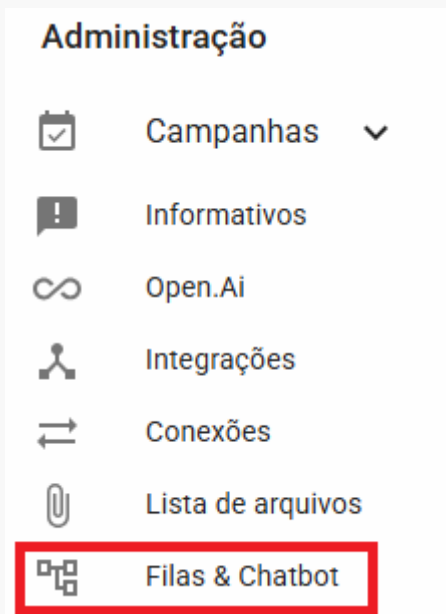 Administração
Campanhas
Informativos
Open.Ai
Integrações
Conexões
Lista de arquivos
Filas & Chatbot